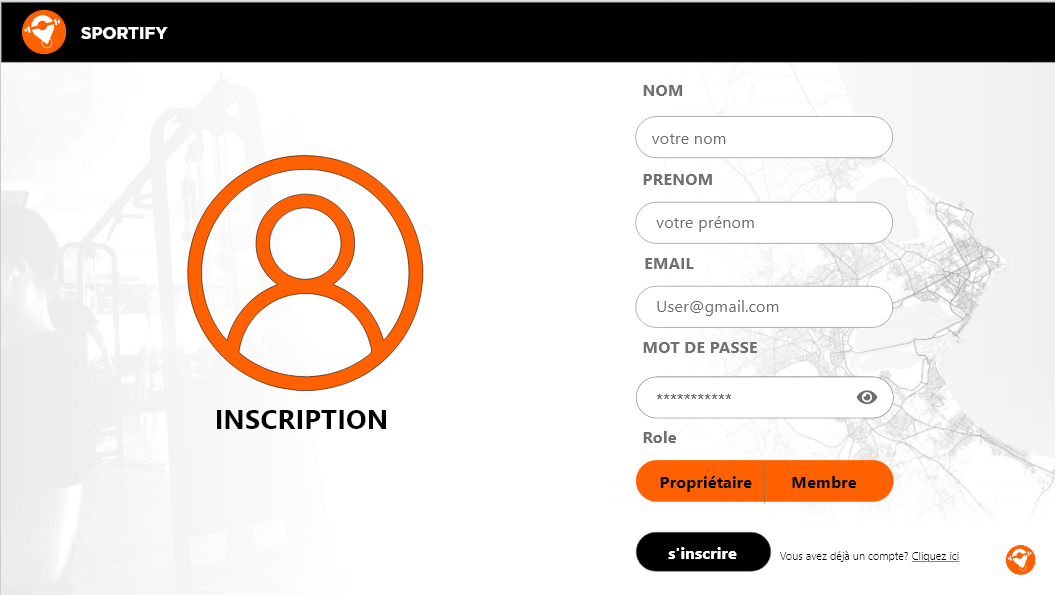 SPORTIFY
NOM
votre nom
PRENOM
votre prénom
EMAIL
User@gmail.com
MOT DE PASSE
***********
Role
Propriétaire Membre
s'inscrire
Vous avez déjà un compte? Cliquez ici
INSCRIPTION